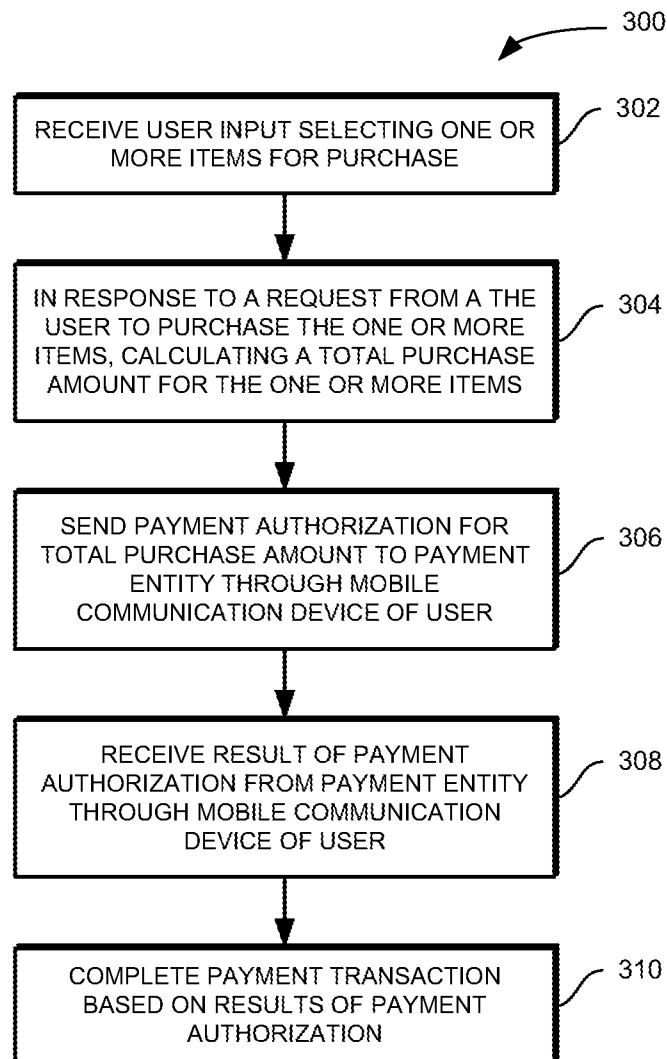 300
302
RECEIVE USER INPUT SELECTING ONE OR
MORE ITEMS FOR PURCHASE
304
IN RESPONSE TO A REQUEST FROM A THE
USER TO PURCHASE THE ONE OR MORE
ITEMS, CALCULATING A TOTAL PURCHASE
AMOUNT FOR THE ONE OR MORE ITEMS
306
SEND PAYMENT AUTHORIZATION FOR
TOTAL PURCHASE AMOUNT TO PAYMENT
ENTITY THROUGH MOBILE
COMMUNICATION DEVICE OF USER
308
RECEIVE RESULT OF PAYMENT
AUTHORIZATION FROM PAYMENT ENTITY
THROUGH MOBILE COMMUNICATION
DEVICE OF USER
310
COMPLETE PAYMENT TRANSACTION
BASED ON RESULTS OF PAYMENT
AUTHORIZATION